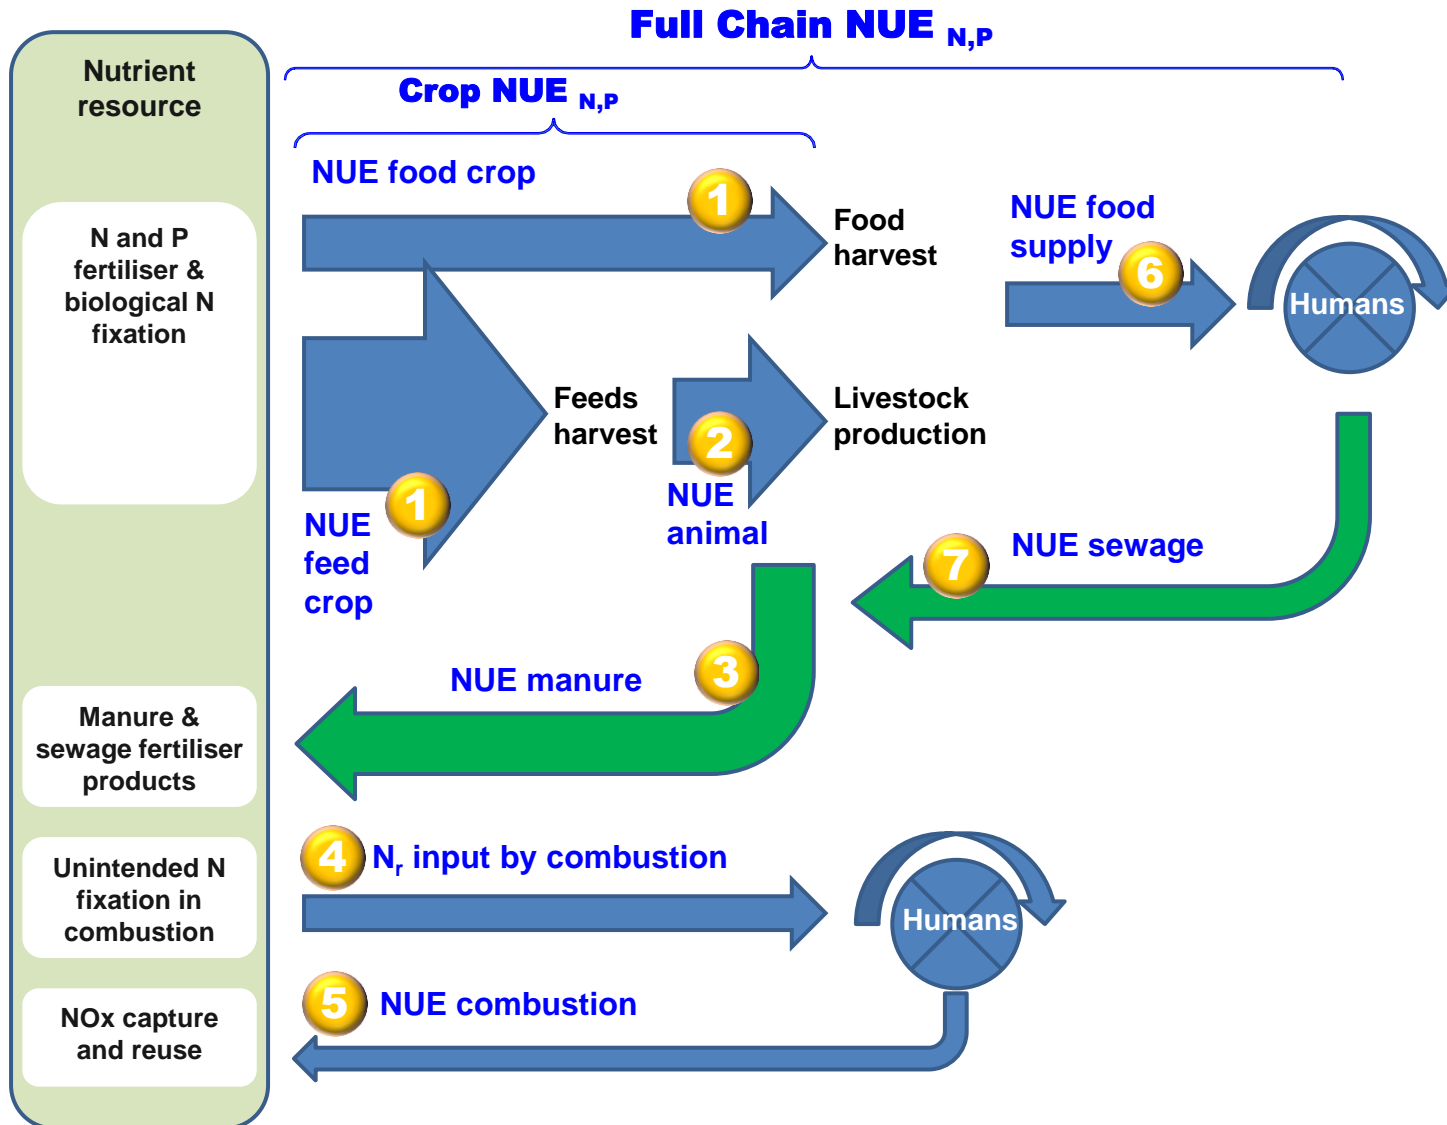 Full Chain NUE N,P
Nutrient
resource
Crop NUE N,P
NUE food crop
1
N and P
fertiliser &
biological N
fixation
Food
harvest
NUE food
supply
6
Humans
Feeds
harvest
2
Livestock
production
1
NUE
feed
crop
NUE
animal
7
NUE sewage
3
NUE manure
Manure &
sewage fertiliser
products
4
Nr input by combustion
Unintended N
fixation in
combustion
Humans
5
NUE combustion
NOx capture
and reuse